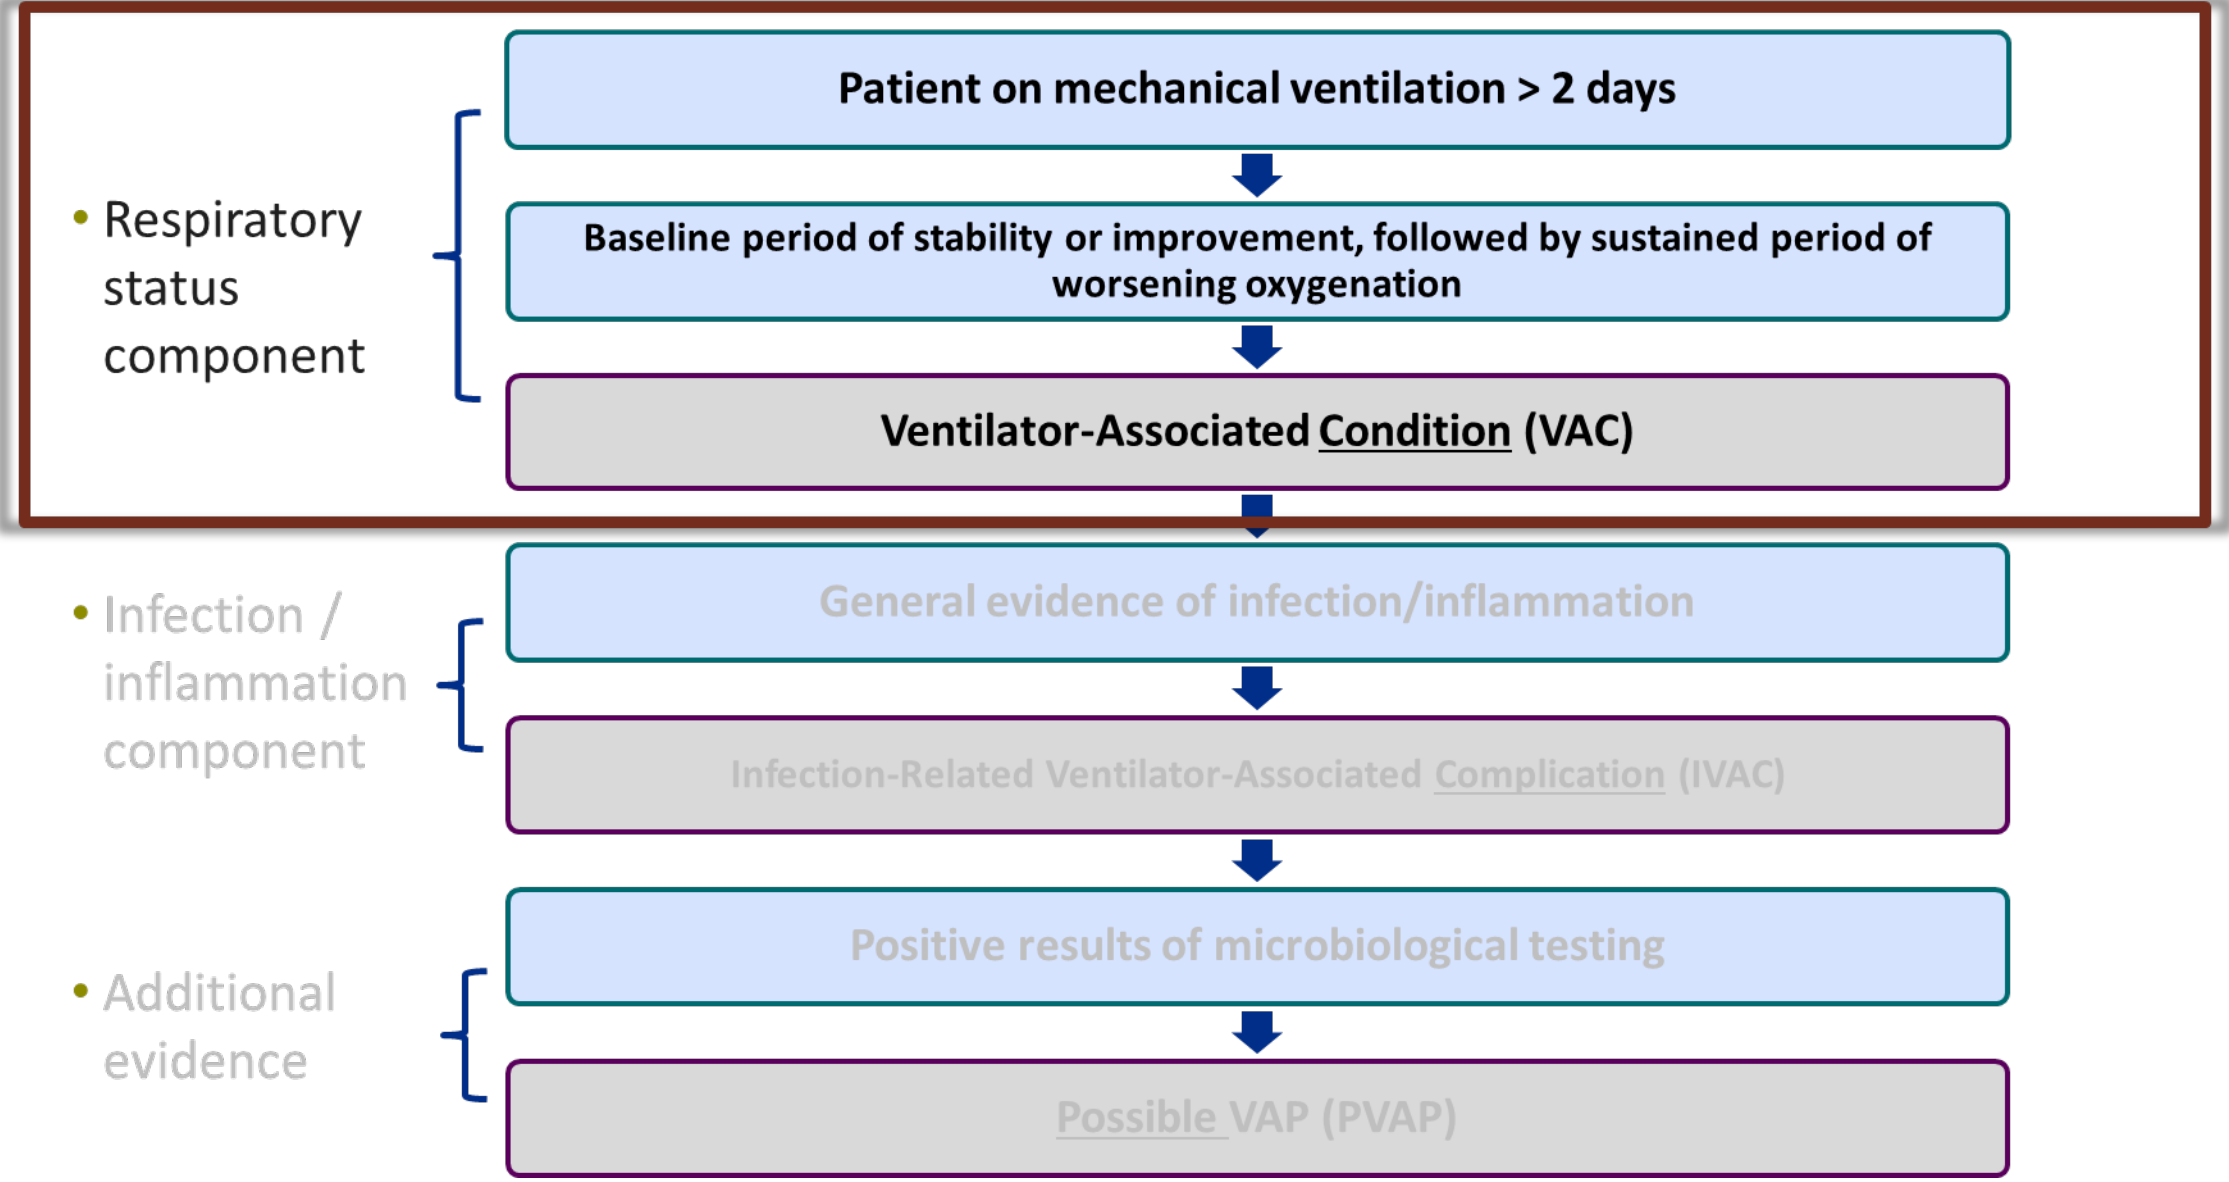 Patient on mechanical ventilation > 2 days
• Respiratory
status
component
Baseline period of stability or improvement, followed by sustained period of
worsening oxygenation
Ventilator-Associated Condition (VAC)
• Infection /
inflammation
component
General evidence of infection/inflammation
Infection-Related Ventilator-Associated Complication (IVAC)
• Additional
evidence
Positive results of microbiological testing
Possible VAP (PVAP)